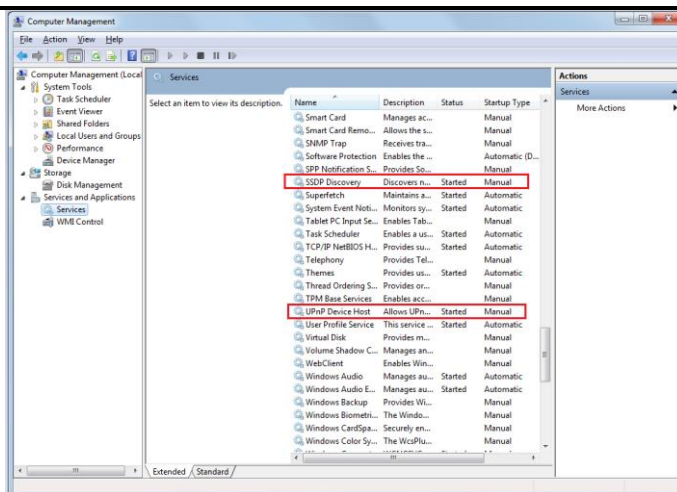 Computer Management
File Action View Help
Computer Management (Local
System Tools
Task Scheduler
Event Viewer
Shared Folders
Local Users and Groups
Performance
Device Manager
Storage
Disk Management
Services and Applications
Services
WMI Control
Services
Select an item to view its description.
Name Description Status Startup Type
Smart Card Manages ac... Manual
Smart Card Remo... Allows the s... Manual
SNMP Trap Receives tra... Manual
Software Protection Enables the ... Automatic (D...
SPP Notification S... Provides So... Manual
SSDP Discovery Discovers n... Started Manual
Superfetch Maintains a... Started Automatic
System Event Noti... Monitors sy... Started Automatic
Tablet PC Input Se... Enables Tab... Manual
Task Scheduler Enables a us... Started Automatic
TCP/IP NetBIOS H... Provides su... Started Automatic
Telephony Provides Tel... Manual
Themes Provides us... Started Automatic
Thread Ordering S... Provides or... Manual
TPM Base Services Enables acc... Manual
UPnP Device Host Allows UPn... Started Manual
User Profile Service This service ... Started Automatic
Virtual Disk Provides m... Manual
Volume Shadow C... Manages an... Manual
WebClient Enables Win... Manual
Windows Audio Manages au... Started Automatic
Windows Audio E... Manages au... Started Automatic
Windows Backup Provides Wi... Manual
Windows Biometri... The Windo... Manual
Windows CardSpa... Securely en... Manual
Windows Color Sy... The WcsPlu... Manual
Extended Standard
Actions
Services
More Actions